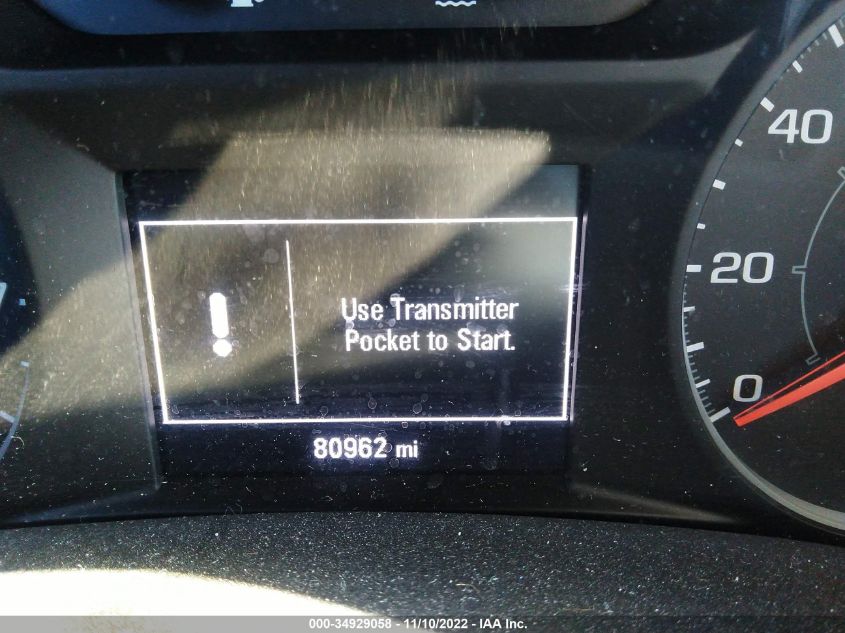 40
20
0
!
Use Transmitter
Pocket to Start.
80962 mi
000-34929058 - 11/10/2022 - IAA Inc.